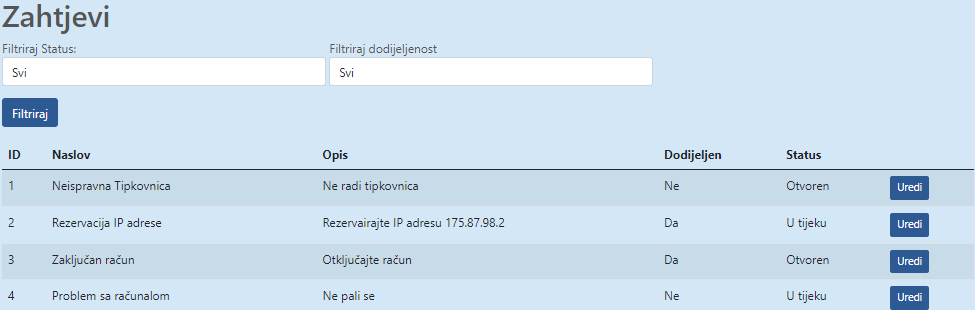 Zahtjevi
Filtriraj Status: Filtriraj dodijeljenost
Svi Svi
Filtriraj
ID Naslov Opis Dodijeljen Status
1 Neispravna Tipkovnica Ne radi tipkovnica Ne Otvoren Uredi
2 Rezervacija IP adrese Rezervairajte IP adresu 175.87.98.2 Da U tijeku Uredi
3 Zaključan račun Otključajte račun Da Otvoren Uredi
4 Problem sa računalom Ne pali se Ne U tijeku Uredi